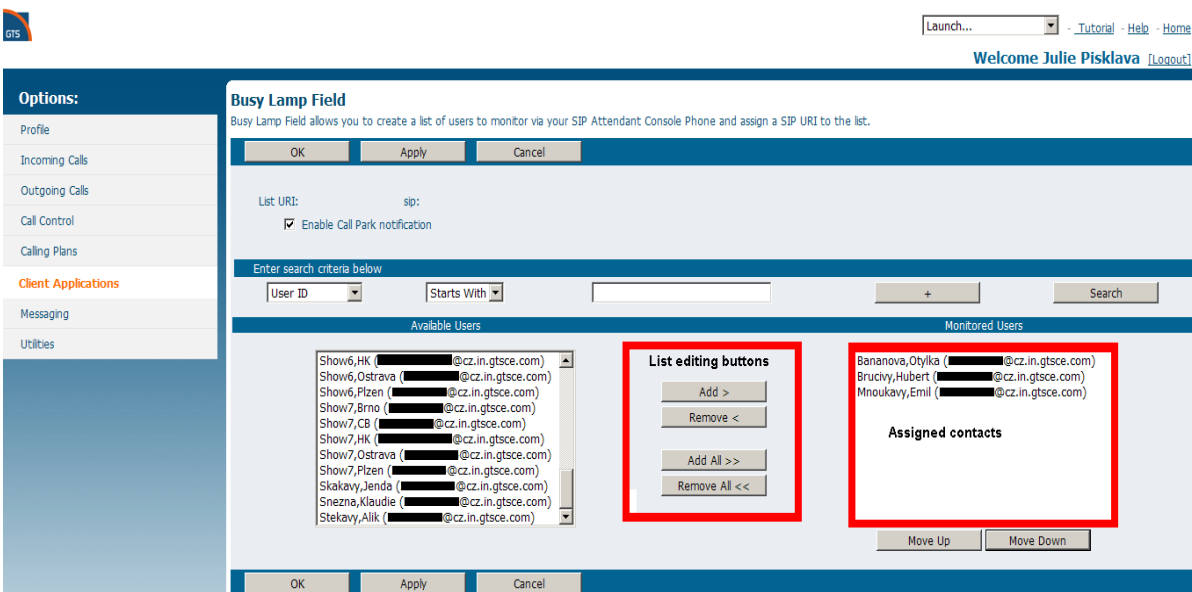 GTS
Launch... - Tutorial - Help - Home
Welcome Julie Pisklava [Logout]
Options:
Profile
Incoming Calls
Outgoing Calls
Call Control
Calling Plans
Client Applications
Messaging
Utilities
Busy Lamp Field
Busy Lamp Field allows you to create a list of users to monitor via your SIP Attendant Console Phone and assign a SIP URI to the list.
OK Apply Cancel
List URI: sip:
Enable Call Park notification
Enter search criteria below
User ID Starts With + Search
Available Users Monitored Users
Show6,HK ( @cz.in.gtsce.com)
Show6,Ostrava ( @cz.in.gtsce.com)
Show6,Plzen ( @cz.in.gtsce.com)
Show7,Brno ( @cz.in.gtsce.com)
Show7,CB ( @cz.in.gtsce.com)
Show7,HK ( @cz.in.gtsce.com)
Show7,Ostrava ( @cz.in.gtsce.com)
Show7,Plzen ( @cz.in.gtsce.com)
Skakavy,Jenda ( @cz.in.gtsce.com)
Snezna,Klaudie ( @cz.in.gtsce.com)
Stekavy,Alik ( @cz.in.gtsce.com)
List editing buttons
Add >
Remove <
Add All >>
Remove All <<
Bananova,Otylka ( @cz.in.gtsce.com)
Brucivy,Hubert ( @cz.in.gtsce.com)
Mnoukavy,Emil ( @cz.in.gtsce.com)
Assigned contacts
Move Up Move Down
OK Apply Cancel